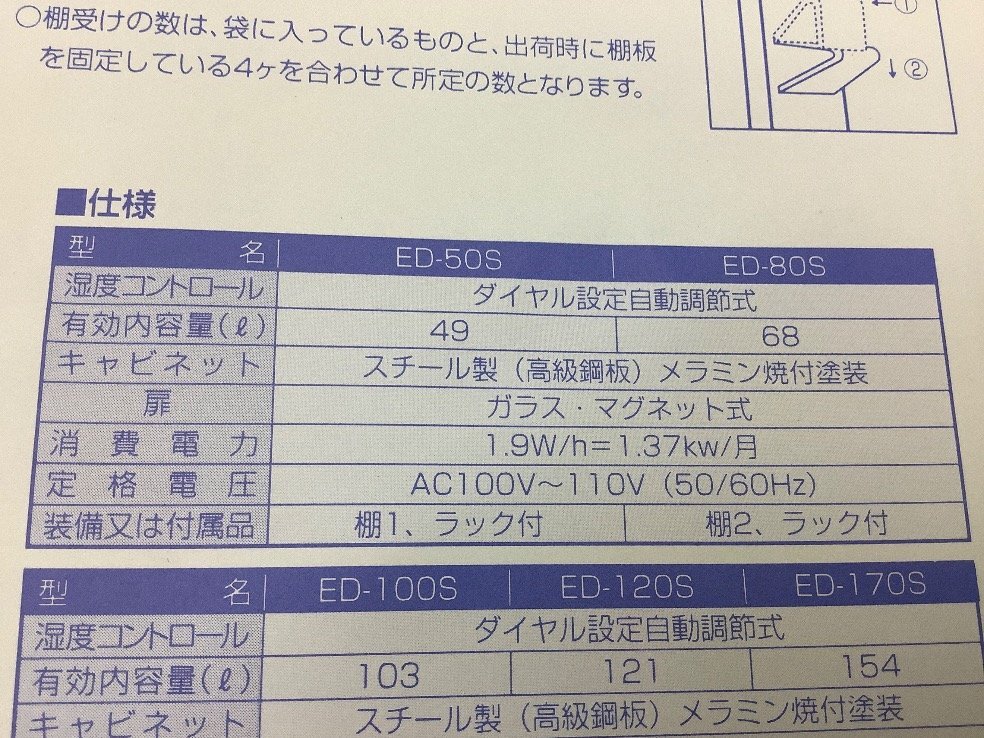 ○棚受けの数は、袋に入っているものと、出荷時に棚板
を固定している4ヶを合わせて所定の数となります。
①
②
■仕様
型名 ED-50S ED-80S
湿度コントロール ダイヤル設定自動調節式
有効内容量(ℓ) 49 68
キャビネット スチール製（高級鋼板）メラミン焼付塗装
扉 ガラス・マグネット式
消費電力 1.9W/h=1.37kw/月
定格電圧 AC100V〜110V（50/60Hz）
装備又は付属品 棚1、ラック付 棚2、ラック付
型名 ED-100S ED-120S ED-170S
湿度コントロール ダイヤル設定自動調節式
有効内容量(ℓ) 103 121 154
キャビネット スチール製（高級鋼板）メラミン焼付塗装